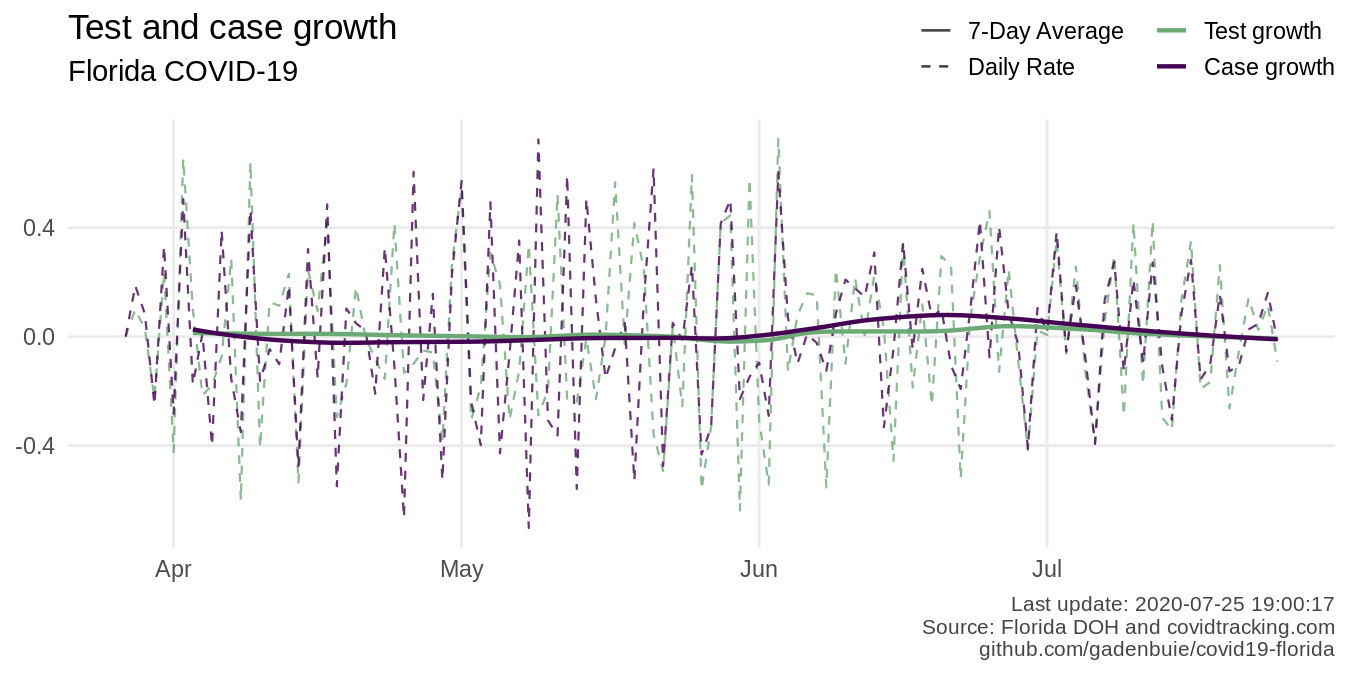 Test and case growth
Florida COVID-19
7-Day Average
Test growth
Daily Rate
Case growth
0.4
0.0
-0.4
Apr
May
Jun
Jul
Last update: 2020-07-25 19:00:17
Source: Florida DOH and covidtracking.com
github.com/gadenbuie/covid19-florida